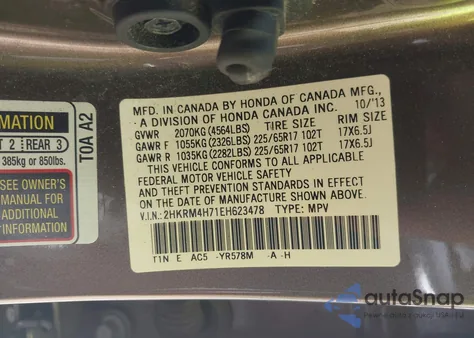 MATION
T 2 | REAR 3
385kg or 850lbs.
SEE OWNER'S
MANUAL FOR
ADDITIONAL
INFORMATION
TOA A2
MFD. IN CANADA BY HONDA OF CANADA MFG.,
A DIVISION OF HONDA CANADA INC. 10/'13
GVWR 2070KG (4564LBS) TIRE SIZE RIM SIZE
GAWR F 1055KG (2326LBS) 225/65R17 102T 17X6.5J
GAWR R 1035KG (2282LBS) 225/65R17 102T 17X6.5J
THIS VEHICLE CONFORMS TO ALL APPLICABLE
FEDERAL MOTOR VEHICLE SAFETY
AND THEFT PREVENTION STANDARDS IN EFFECT
ON THE DATE OF MANUFACTURE SHOWN ABOVE.
V.I.N: 2HKRM4H71EH623478 TYPE: MPV
T1N E AC5 -YR578M -A -H
autoSnap